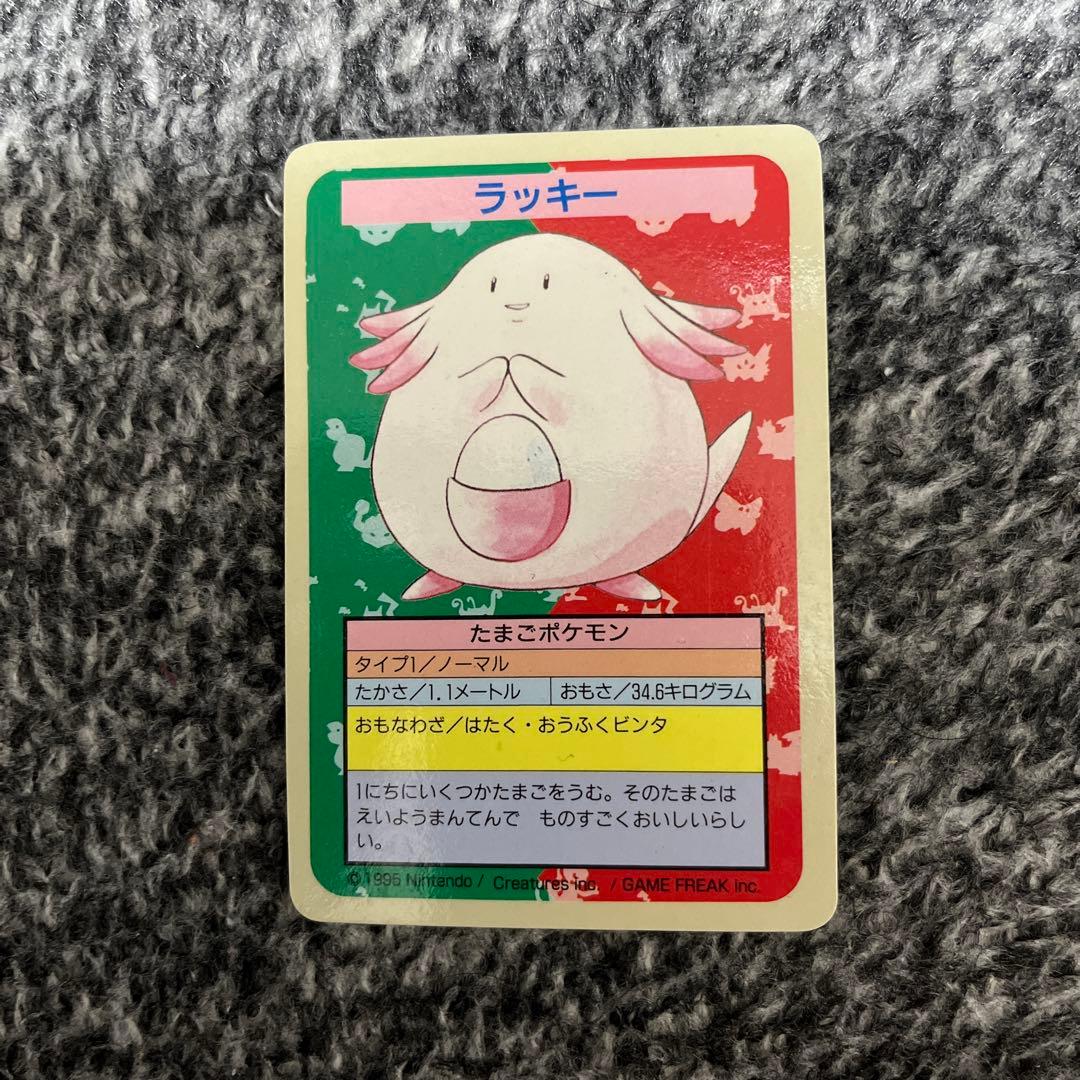 ラッキー
たまごポケモン
タイプ1／ノーマル
たかさ／1.1メートル おもさ／34.6キログラム
おもなわざ／はたく・おうふくビンタ
1にちにいくつかたまごをうむ。そのたまごは
えいようまんてんで　ものすごくおいしいらし
い。
© 1995 Nintendo / Creatures inc. / GAME FREAK inc.